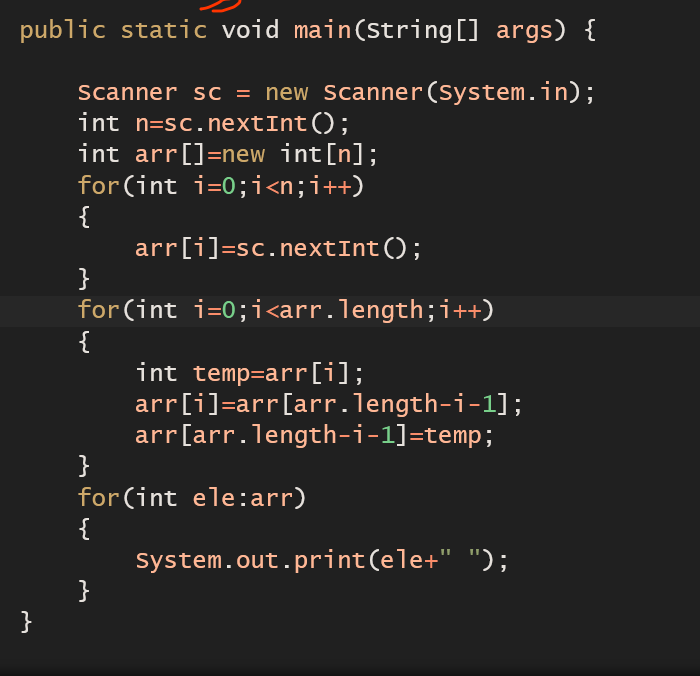 public static void main(String[] args) {
Scanner sc = new Scanner(System.in);
int n=sc.nextInt();
int arr[]=new int[n];
for(int i=0;i<n;i++)
{
arr[i]=sc.nextInt();
}
for(int i=0;i<arr.length;i++)
{
int temp=arr[i];
arr[i]=arr[arr.length-i-1];
arr[arr.length-i-1]=temp;
}
for(int ele:arr)
{
System.out.print(ele+" ");
}
}